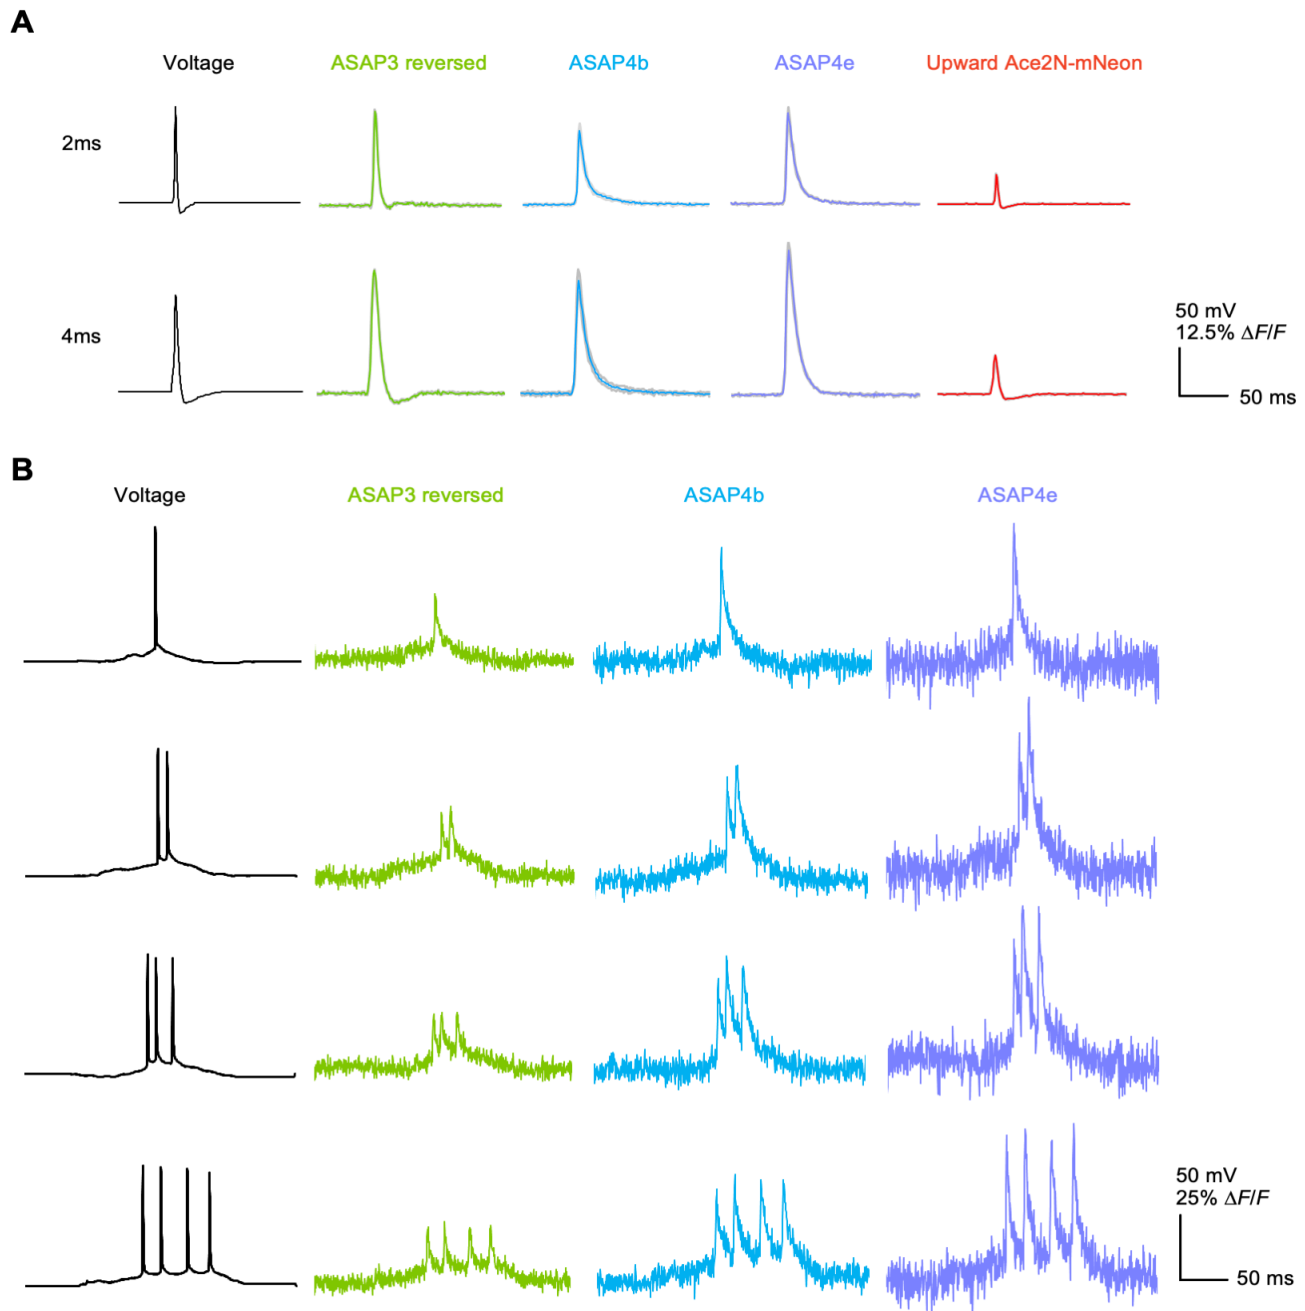 A
Voltage ASAP3 reversed ASAP4b ASAP4e Upward Ace2N-mNeon
2ms
4ms
50 mV
12.5% ΔF/F
50 ms
B
Voltage ASAP3 reversed ASAP4b ASAP4e
50 mV
25% ΔF/F
50 ms